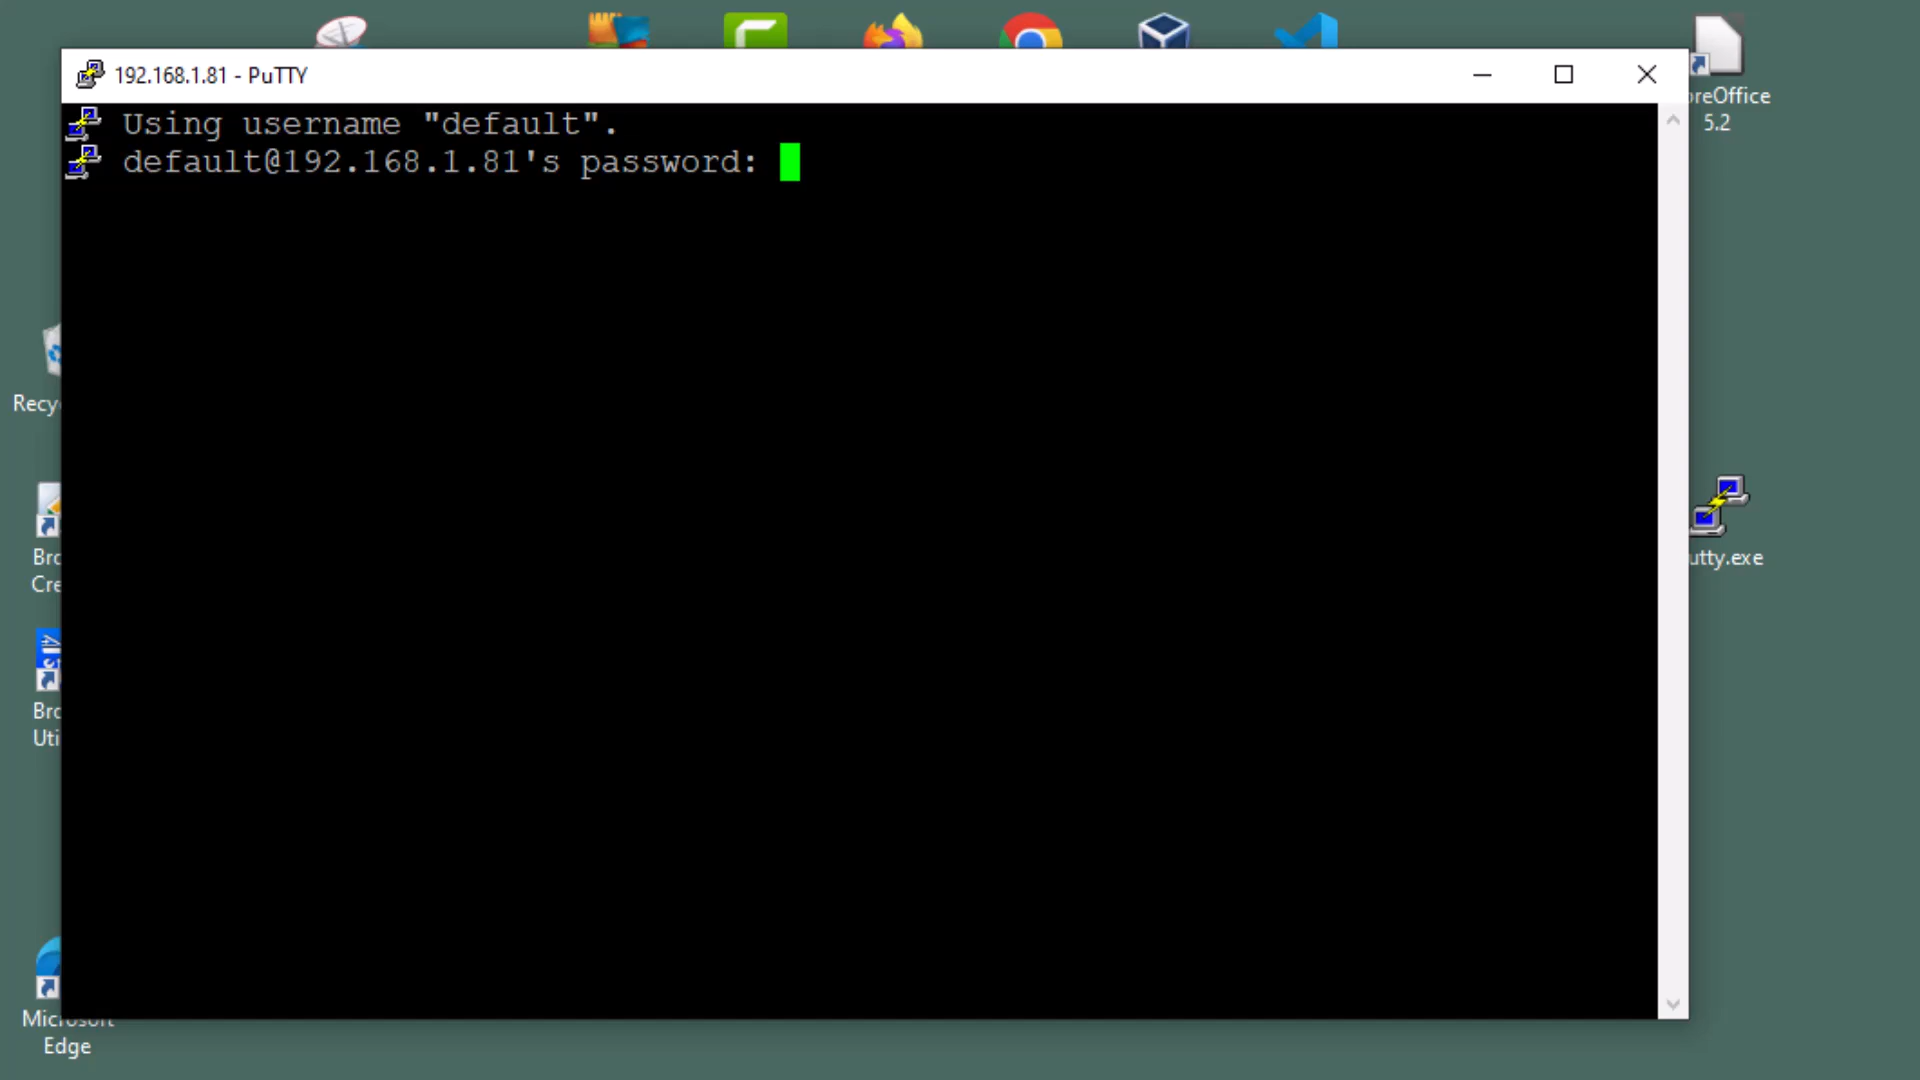 192.168.1.81 - PuTTY
Using username "default".
default@192.168.1.81's password:
reOffice
5.2
Recy
utty.exe
Bro
Cre
Bro
Uti
Microsoft
Edge